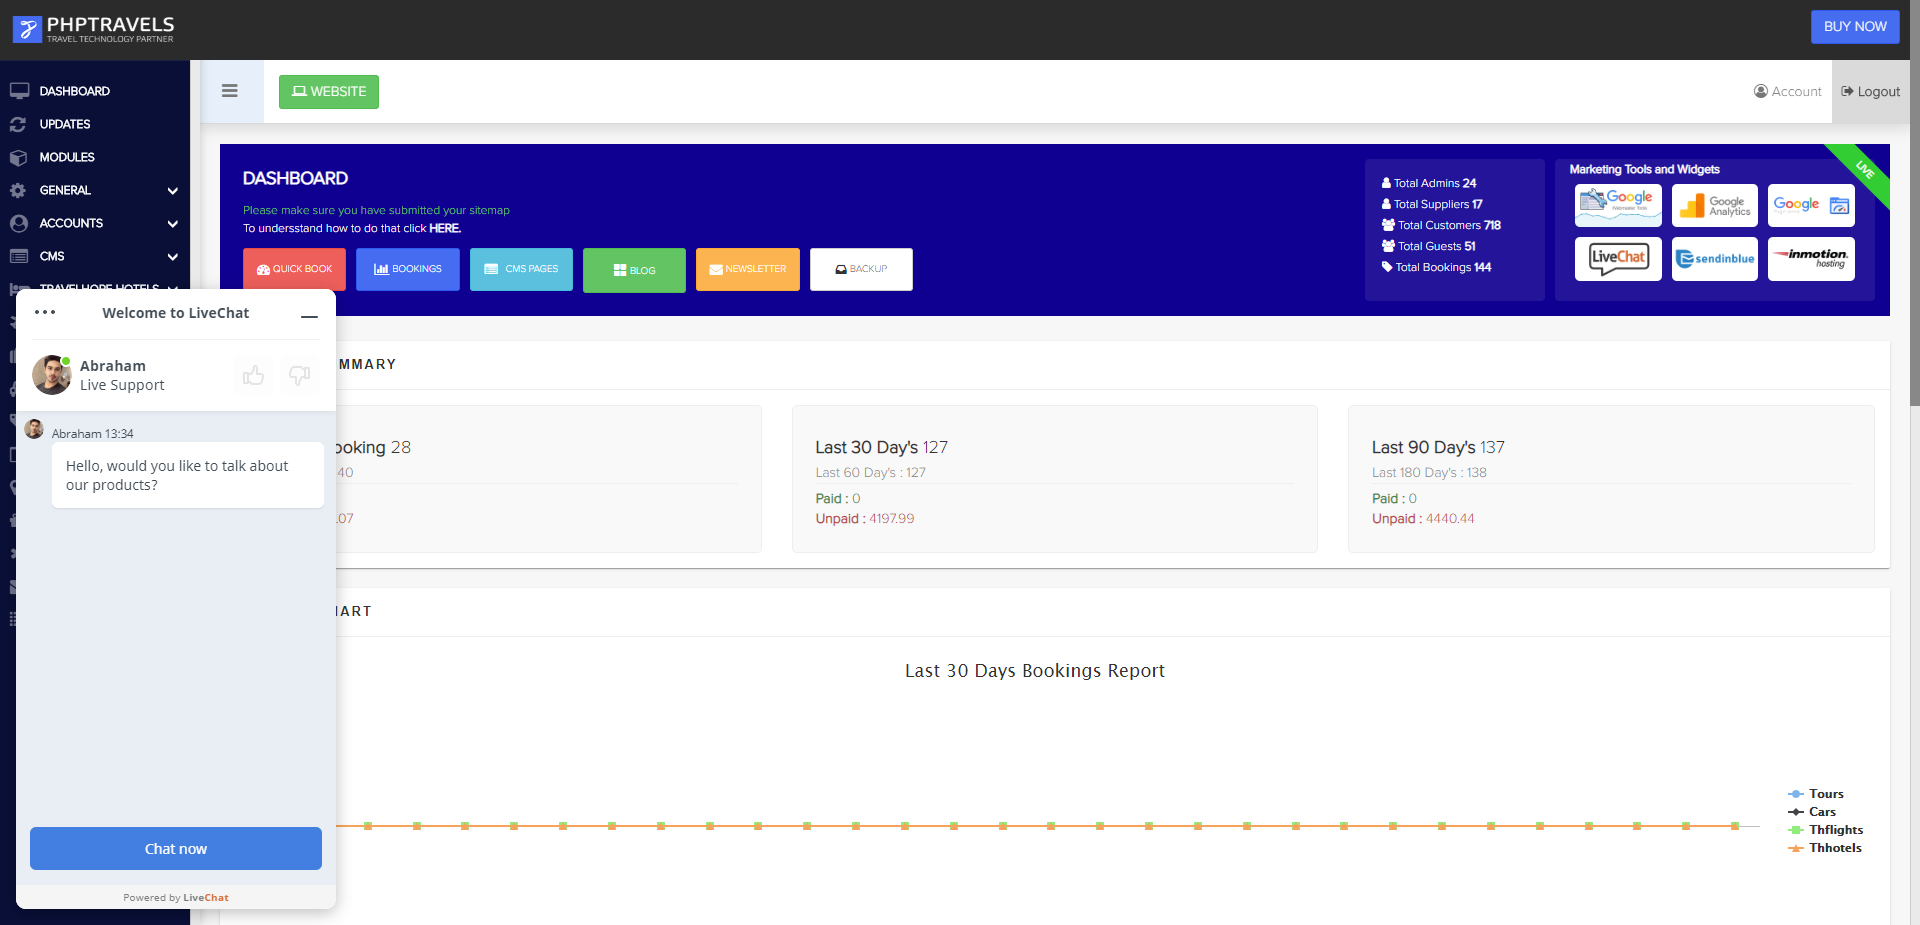 PHPTRAVELS
TRAVEL TECHNOLOGY PARTNER
BUY NOW
DASHBOARD
UPDATES
MODULES
GENERAL
ACCOUNTS
CMS
TRAVELHOPE HOTELS
WEBSITE
Account
Logout
DASHBOARD
Please make sure you have submitted your sitemap
To undersstand how to do that click HERE.
QUICK BOOK
BOOKINGS
CMS PAGES
BLOG
NEWSLETTER
BACKUP
Total Admins 24
Total Suppliers 17
Total Customers 718
Total Guests 51
Total Bookings 144
Marketing Tools and Widgets
LIVE
Google
Webmaster Tools
Google
Analytics
Google
LiveChat
sendinblue
inmotion
hosting
Welcome to LiveChat
Abraham
Live Support
Abraham 13:34
Hello, would you like to talk about
our products?
Chat now
Powered by LiveChat
MMARY
ooking 28
40
.07
Last 30 Day's 127
Last 60 Day's : 127
Paid : 0
Unpaid : 4197.99
Last 90 Day's 137
Last 180 Day's : 138
Paid : 0
Unpaid : 4440.44
ART
Last 30 Days Bookings Report
Tours
Cars
Thflights
Thhotels